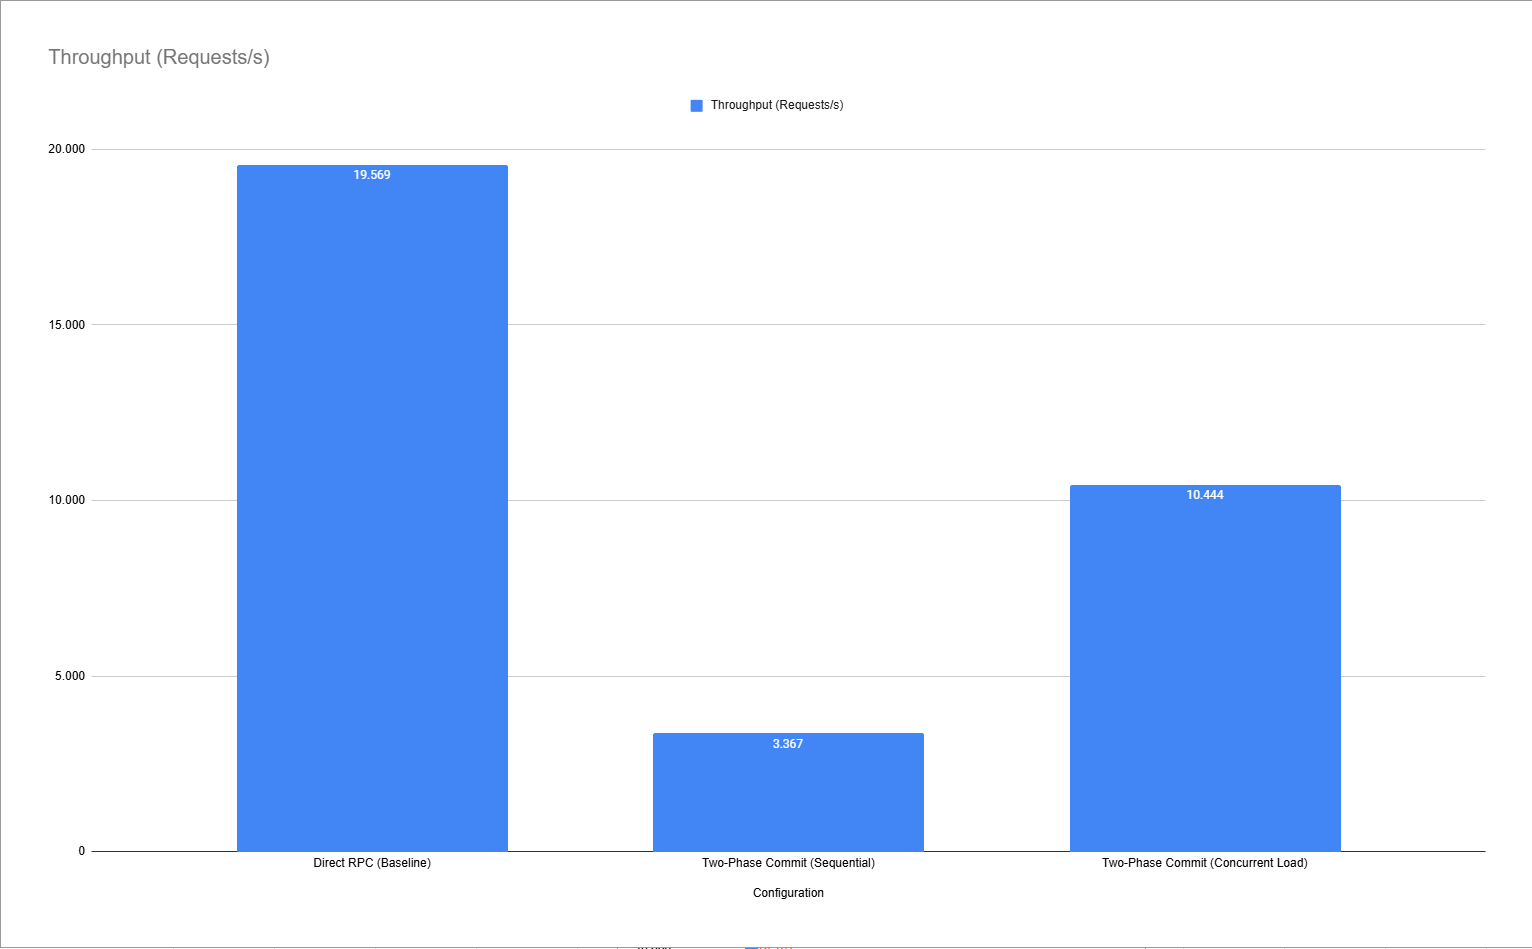 Throughput (Requests/s)
Throughput (Requests/s)
20.000
19.569
15.000
10.000
10.444
5.000
3.367
0
Direct RPC (Baseline) Two-Phase Commit (Sequential) Two-Phase Commit (Concurrent Load)
Configuration